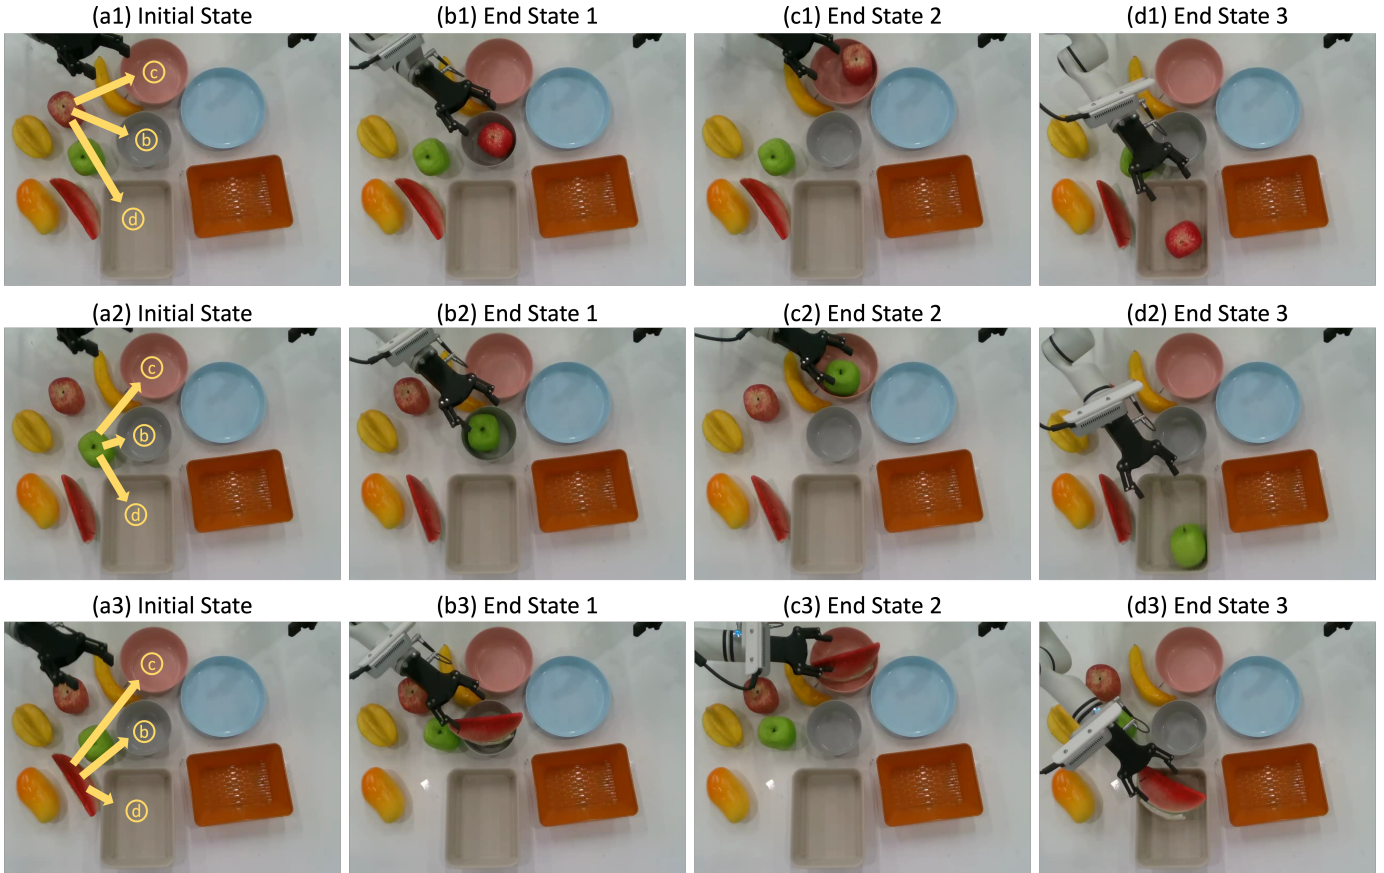 (a1) Initial State
(b1) End State 1
(c1) End State 2
(d1) End State 3
c
b
d
(a2) Initial State
(b2) End State 1
(c2) End State 2
(d2) End State 3
c
b
d
(a3) Initial State
(b3) End State 1
(c3) End State 2
(d3) End State 3
c
b
d